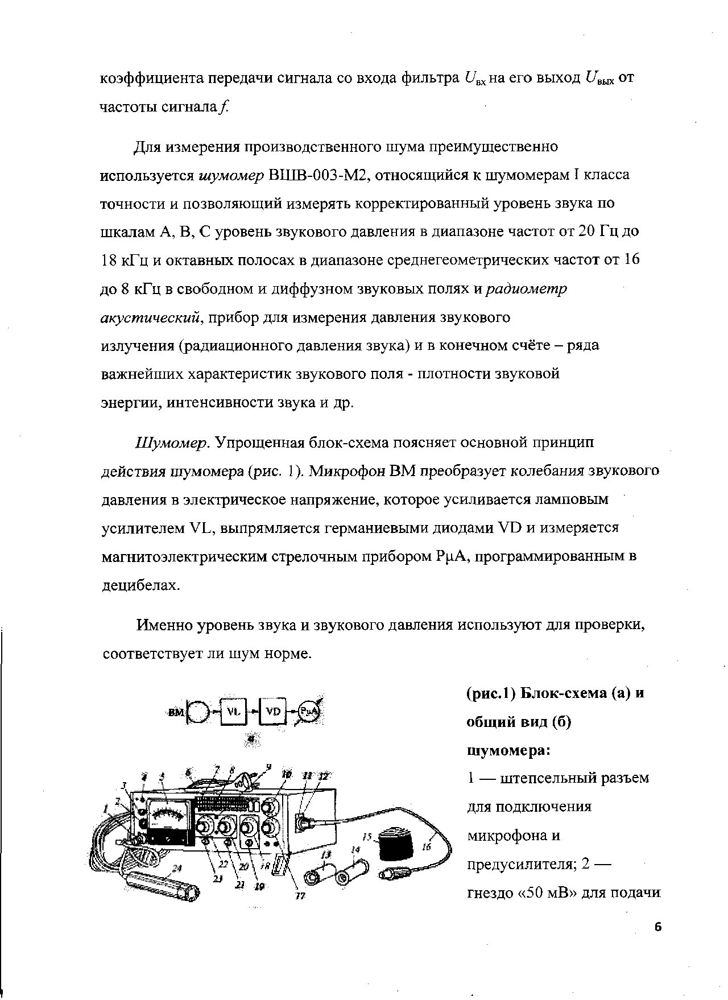 коэффициента передачи сигнала со входа фильтра Uвх на его выход Uвых от
частоты сигнала f.
Для измерения производственного шума преимущественно
используется шумомер ВШВ-003-М2, относящийся к шумомерам I класса
точности и позволяющий измерять корректированный уровень звука по
шкалам А, В, С уровень звукового давления в диапазоне частот от 20 Гц до
18 кГц и октавных полосах в диапазоне среднегеометрических частот от 16
до 8 кГц в свободном и диффузном звуковых полях и радиометр
акустический, прибор для измерения давления звукового
излучения (радиационного давления звука) и в конечном счёте – ряда
важнейших характеристик звукового поля - плотности звуковой
энергии, интенсивности звука и др.
Шумомер. Упрощенная блок-схема поясняет основной принцип
действия шумомера (рис. 1). Микрофон ВМ преобразует колебания звукового
давления в электрическое напряжение, которое усиливается ламповым
усилителем VL, выпрямляется германиевыми диодами VD и измеряется
магнитоэлектрическим стрелочным прибором РμА, программированным в
децибелах.
Именно уровень звука и звукового давления используют для проверки,
соответствует ли шум норме.
ВМ VL VD PμA
а
3 4 5 6 7 8 9 10 11 12
1 2
15 16
24 23 22 21 20 19 18 17 13 14
(рис.1) Блок-схема (а) и
общий вид (б)
шумомера:
1 — штепсельный разъем
для подключения
микрофона и
предусилителя; 2 —
гнездо «50 мВ» для подачи
6